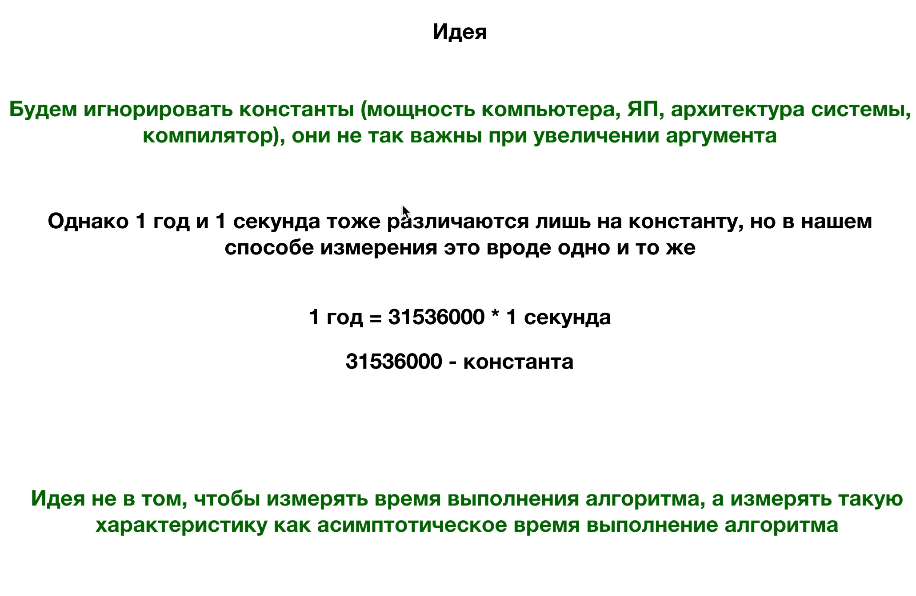 Идея
Будем игнорировать константы (мощность компьютера, ЯП, архитектура системы,
компилятор), они не так важны при увеличении аргумента
Однако 1 год и 1 секунда тоже различаются лишь на константу, но в нашем
способе измерения это вроде одно и то же
1 год = 31536000 * 1 секунда
31536000 - константа
Идея не в том, чтобы измерять время выполнения алгоритма, а измерять такую
характеристику как асимптотическое время выполнение алгоритма